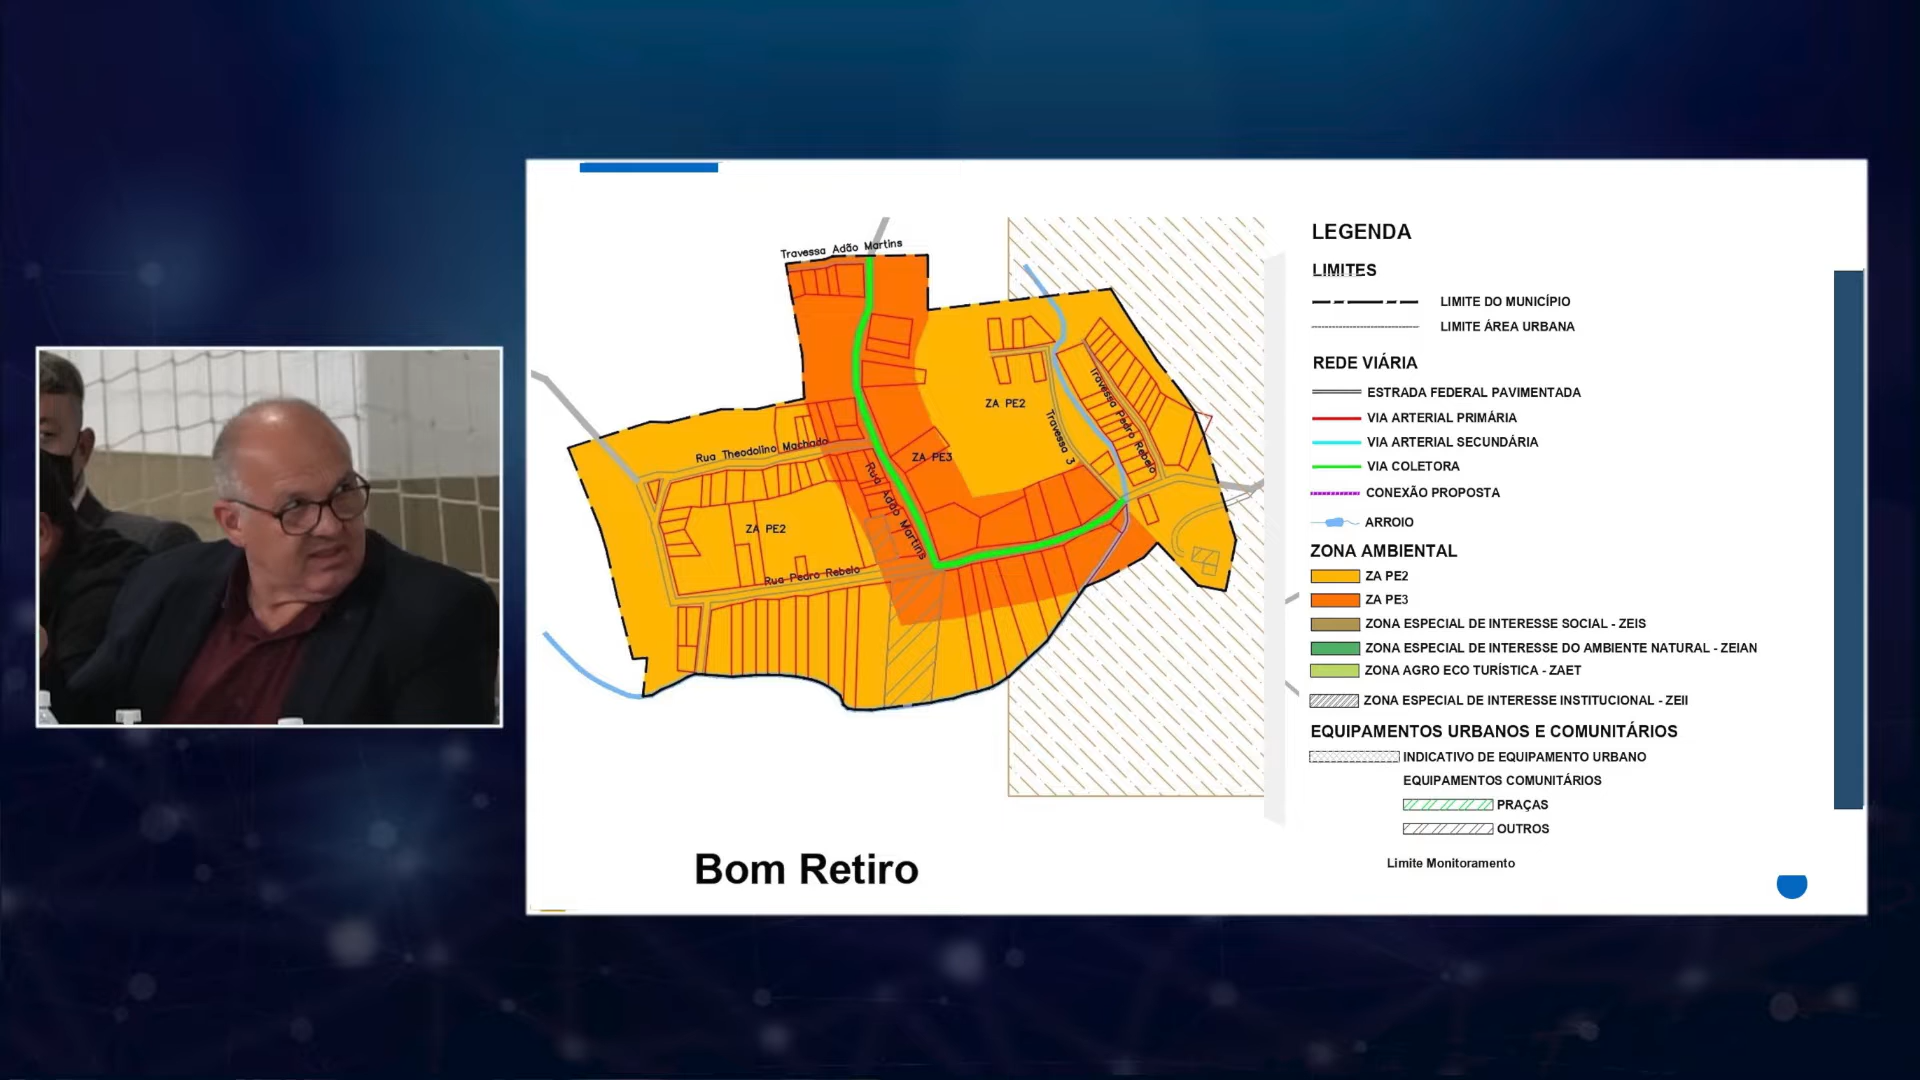 Travessa Adão Martins
ZA PE2
Travessa Pedro Rebelo
Travessa 3
Rua Theodolino Machado
ZA PE3
Rua Adão Martins
ZA PE2
Rua Pedro Rebelo
Bom Retiro
LEGENDA
LIMITES
LIMITE DO MUNICÍPIO
LIMITE ÁREA URBANA
REDE VIÁRIA
ESTRADA FEDERAL PAVIMENTADA
VIA ARTERIAL PRIMÁRIA
VIA ARTERIAL SECUNDÁRIA
VIA COLETORA
CONEXÃO PROPOSTA
ARROIO
ZONA AMBIENTAL
ZA PE2
ZA PE3
ZONA ESPECIAL DE INTERESSE SOCIAL - ZEIS
ZONA ESPECIAL DE INTERESSE DO AMBIENTE NATURAL - ZEIAN
ZONA AGRO ECO TURÍSTICA - ZAET
ZONA ESPECIAL DE INTERESSE INSTITUCIONAL - ZEII
EQUIPAMENTOS URBANOS E COMUNITÁRIOS
INDICATIVO DE EQUIPAMENTO URBANO
EQUIPAMENTOS COMUNITÁRIOS
PRAÇAS
OUTROS
Limite Monitoramento